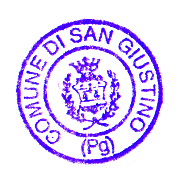 COMUNE DI SAN GIUSTINO
(Pg)